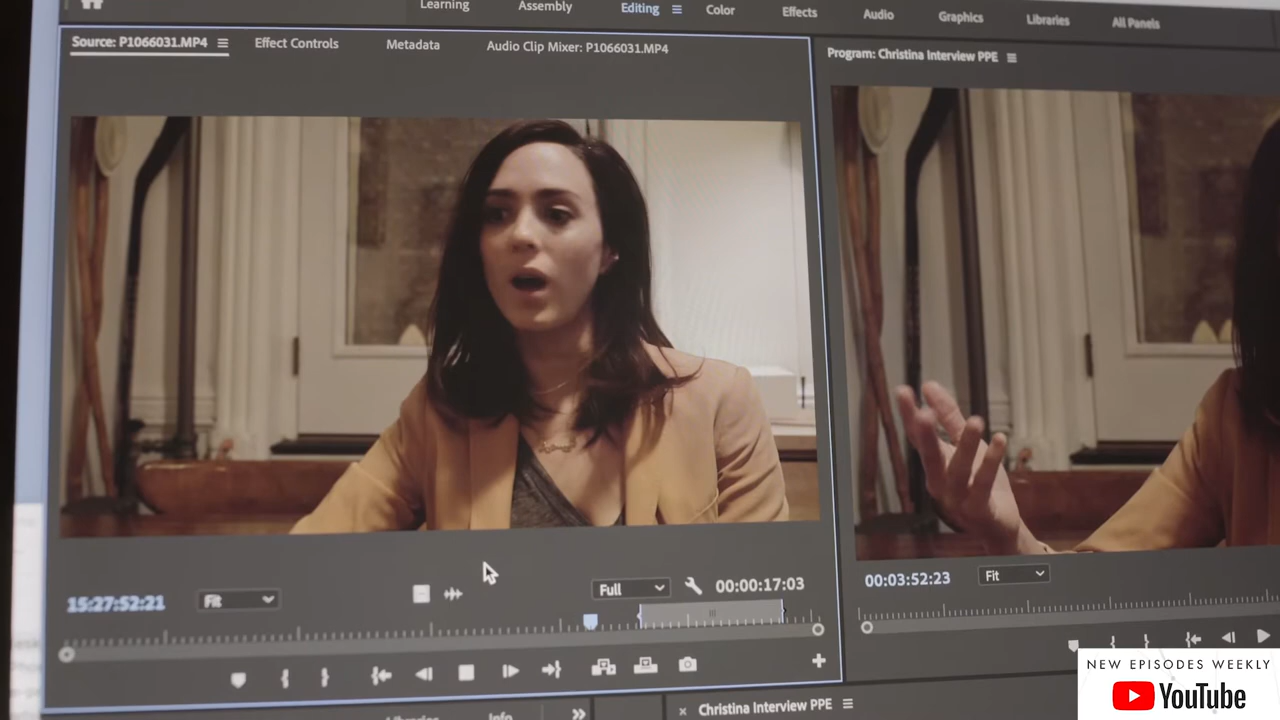 Learning Assembly Editing Color Effects Audio Graphics Libraries All Panels
Source: P1066031.MP4 Effect Controls Metadata Audio Clip Mixer: P1066031.MP4
Program: Christina Interview PPE
15:27:52:21 Fit Full 00:00:17:03
00:03:52:23 Fit
Libraries Info
Christina Interview PPE
NEW EPISODES WEEKLY
YouTube